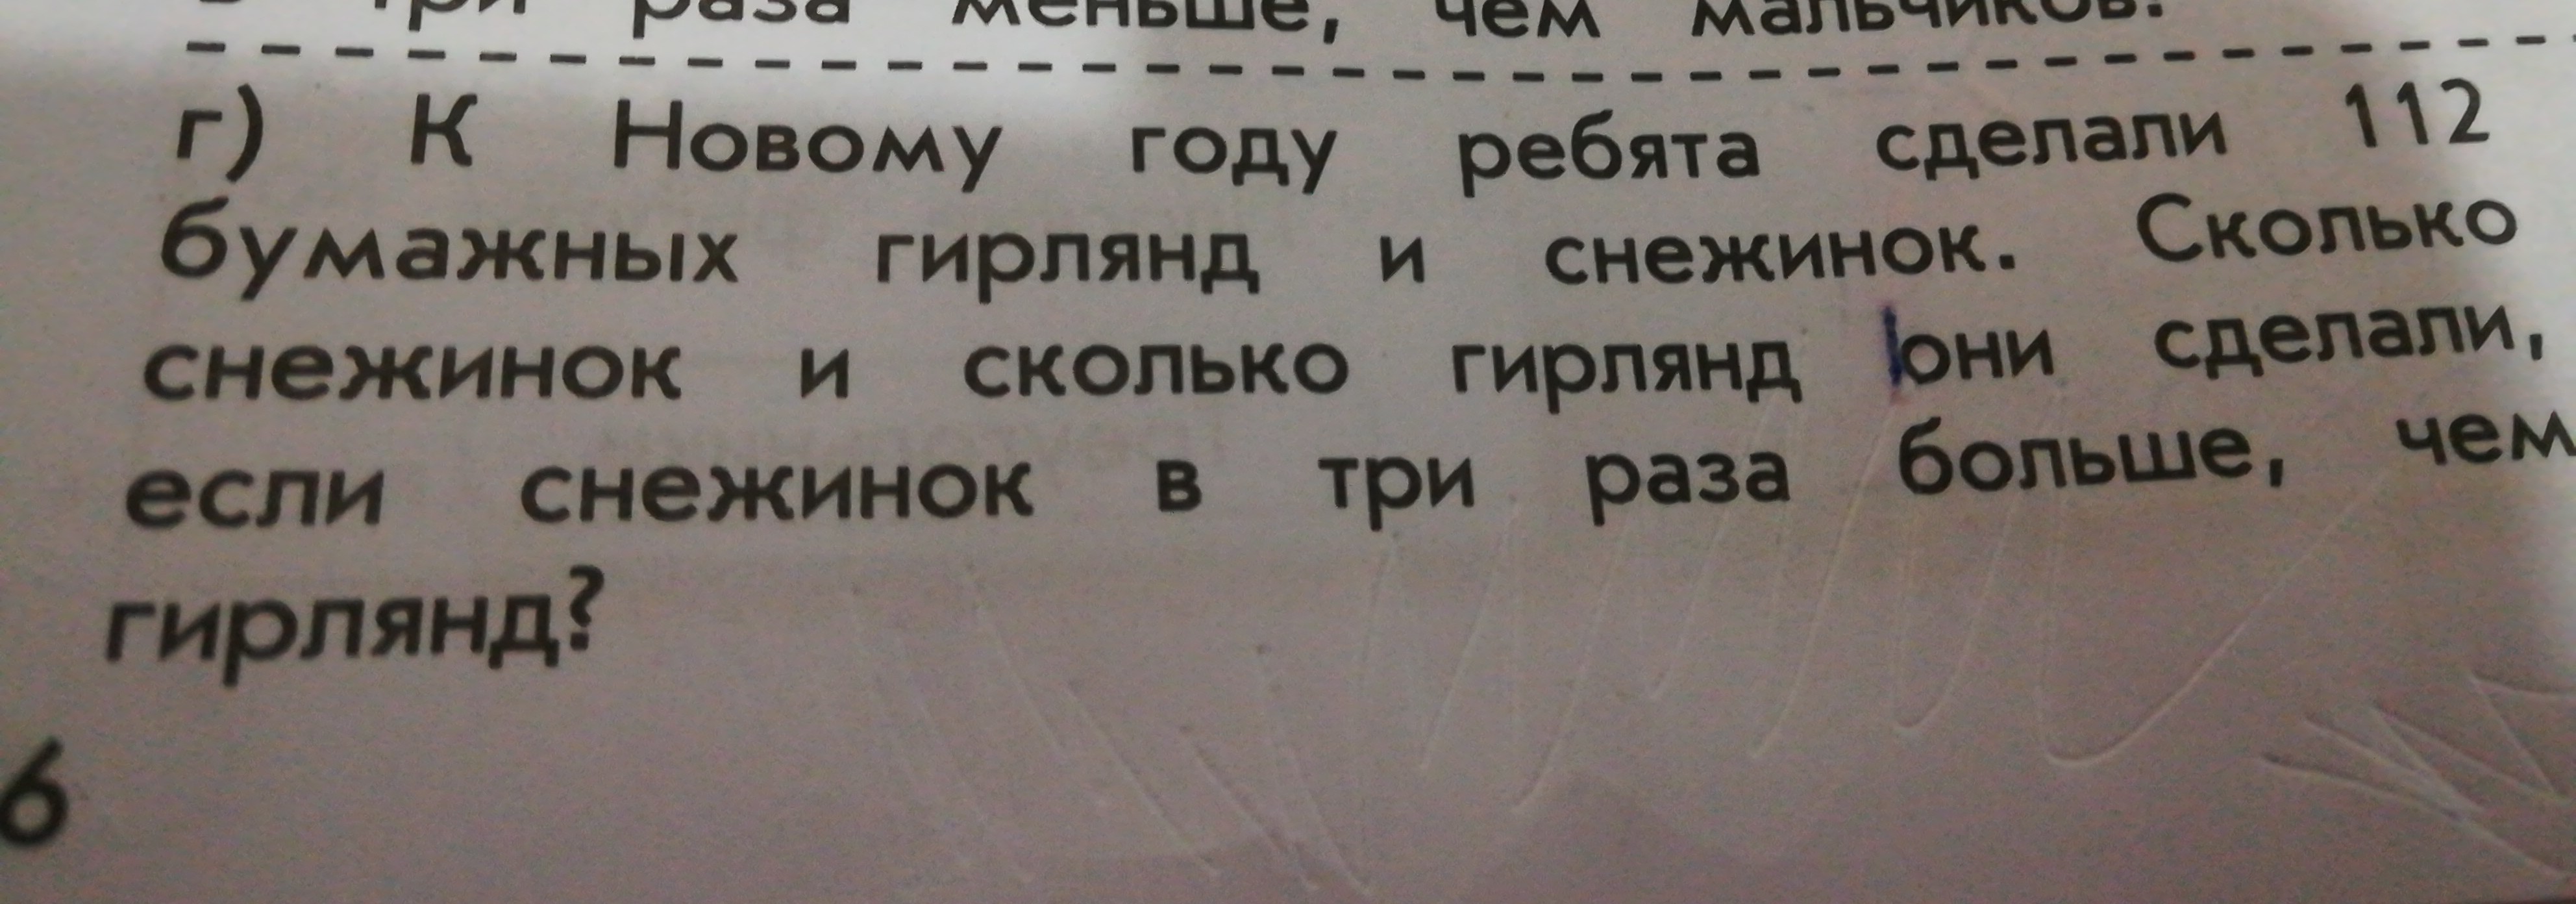 три раза меньше, чем мальчиков.
г) К Новому году ребята сделали 112
бумажных гирлянд и снежинок. Сколько
снежинок и сколько гирлянд они сделали,
если снежинок в три раза больше, чем
гирлянд?
6